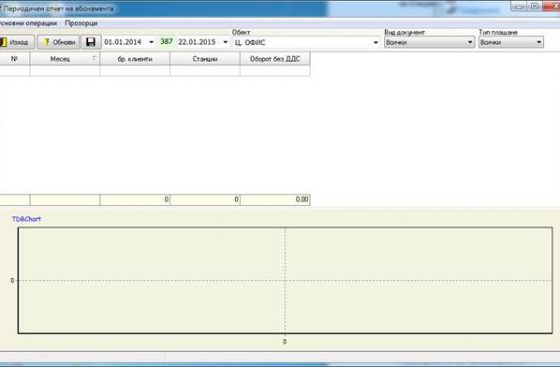 Периодичен отчет на абонамента
Основни операции Прозорци
Изход Обнови 01.01.2014 387 22.01.2015 Обект Ц. ОФИС Вид документ Всички Тип плащане Всички
№ Месец бр. клиенти Станции Оборот без ДДС
0 0 0,00
TDBChart
0
0